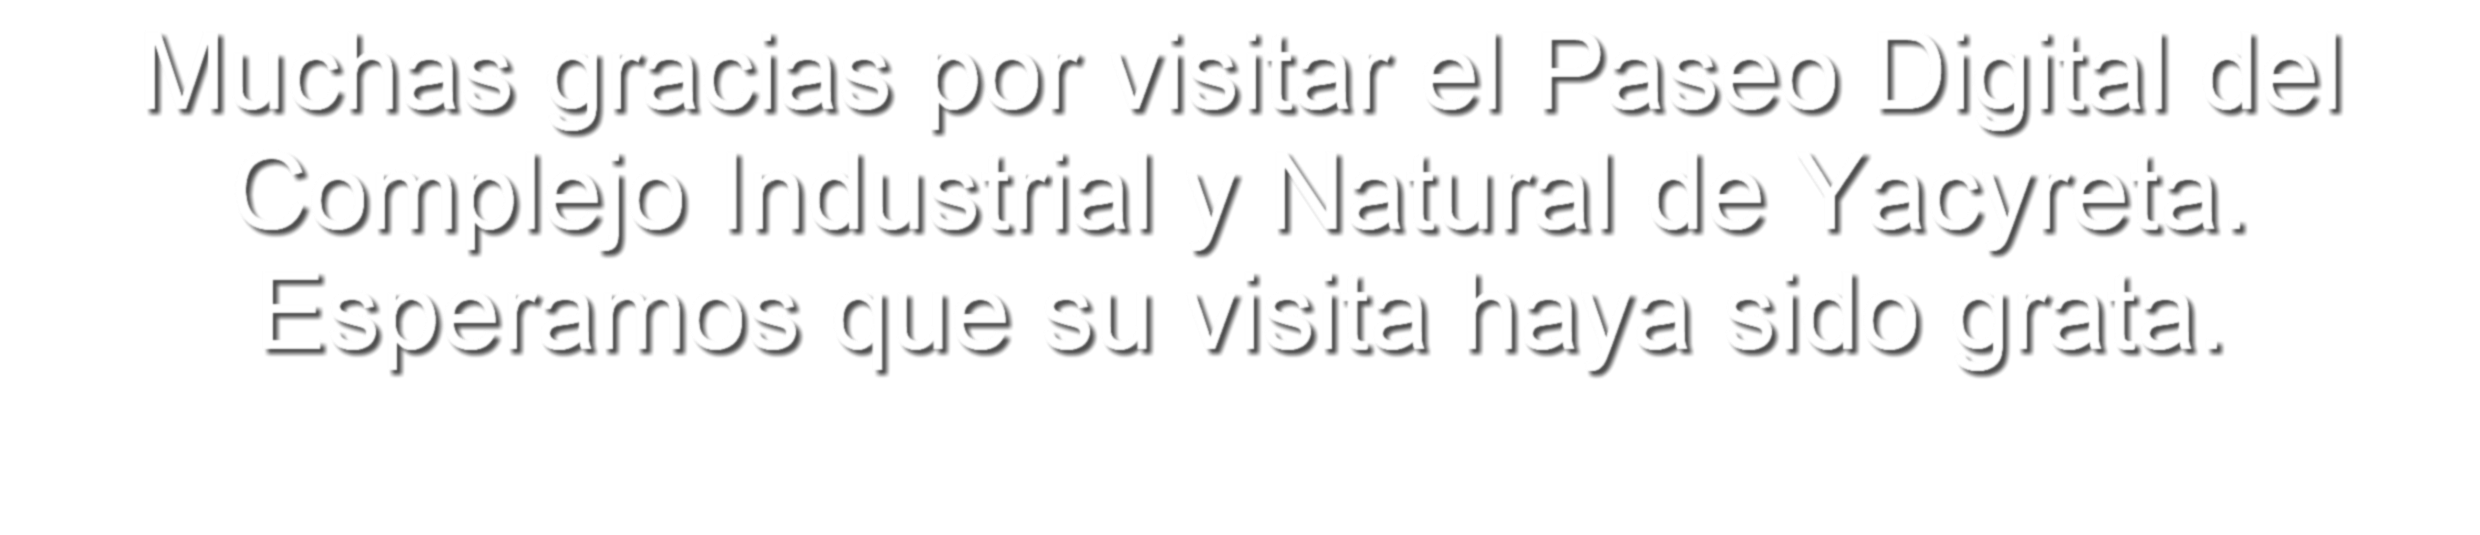 Muchas gracias por visitar el Paseo Digital del
Complejo Industrial y Natural de Yacyreta.
Esperamos que su visita haya sido grata.